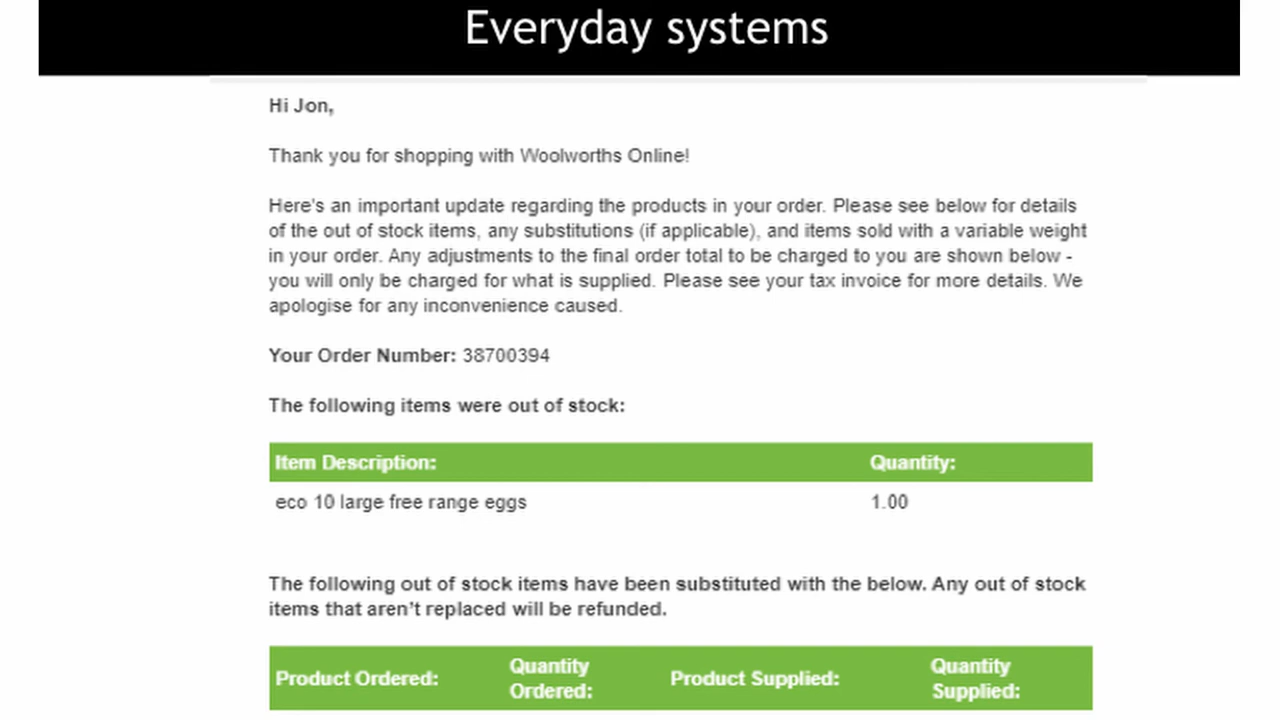 Everyday systems
Hi Jon,
Thank you for shopping with Woolworths Online!
Here's an important update regarding the products in your order. Please see below for details
of the out of stock items, any substitutions (if applicable), and items sold with a variable weight
in your order. Any adjustments to the final order total to be charged to you are shown below -
you will only be charged for what is supplied. Please see your tax invoice for more details. We
apologise for any inconvenience caused.
Your Order Number: 38700394
The following items were out of stock:
Item Description: Quantity:
eco 10 large free range eggs 1.00
The following out of stock items have been substituted with the below. Any out of stock
items that aren't replaced will be refunded.
Product Ordered: Quantity Ordered: Product Supplied: Quantity Supplied: